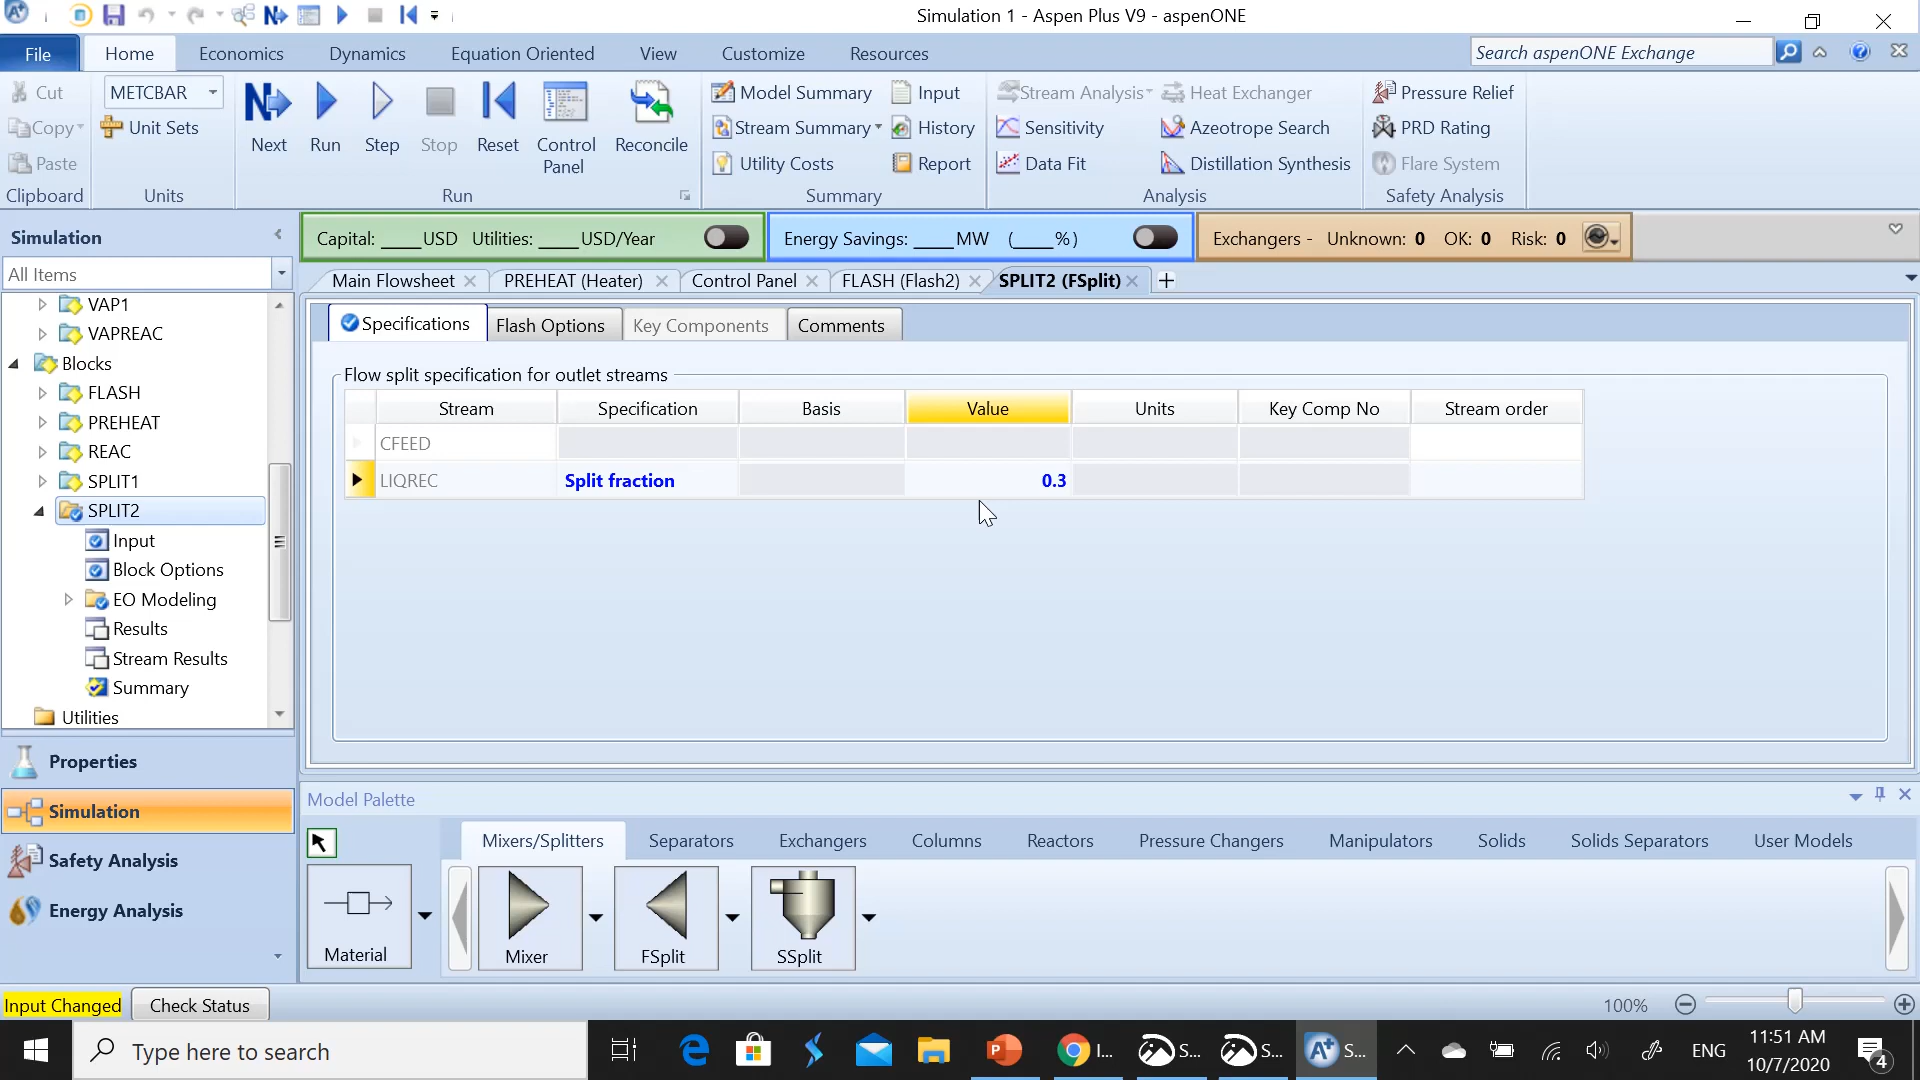 Simulation 1 - Aspen Plus V9 - aspenONE
File Home Economics Dynamics Equation Oriented View Customize Resources Search aspenONE Exchange
Cut METCBAR Model Summary Input Stream Analysis Heat Exchanger Pressure Relief
Copy Unit Sets Stream Summary History Sensitivity Azeotrope Search PRD Rating
Next Run Step Stop Reset Control Panel Reconcile
Paste Utility Costs Report Data Fit Distillation Synthesis Flare System
Clipboard Units Run Summary Analysis Safety Analysis
Simulation
Capital: ____USD Utilities: ____USD/Year Energy Savings: ____MW (____%) Exchangers - Unknown: 0 OK: 0 Risk: 0
All Items
Main Flowsheet PREHEAT (Heater) Control Panel FLASH (Flash2) SPLIT2 (FSplit) +
VAP1
VAPREAC
Blocks
FLASH
PREHEAT
REAC
SPLIT1
SPLIT2
Input
Block Options
EO Modeling
Results
Stream Results
Summary
Utilities
Specifications Flash Options Key Components Comments
Flow split specification for outlet streams
Stream Specification Basis Value Units Key Comp No Stream order
CFEED
LIQREC Split fraction 0.3
Properties
Simulation
Safety Analysis
Energy Analysis
Model Palette
Mixers/Splitters Separators Exchangers Columns Reactors Pressure Changers Manipulators Solids Solids Separators User Models
Material Mixer FSplit SSplit
Input Changed Check Status 100%
Type here to search I... S... S... S... ENG 11:51 AM
10/7/2020 4